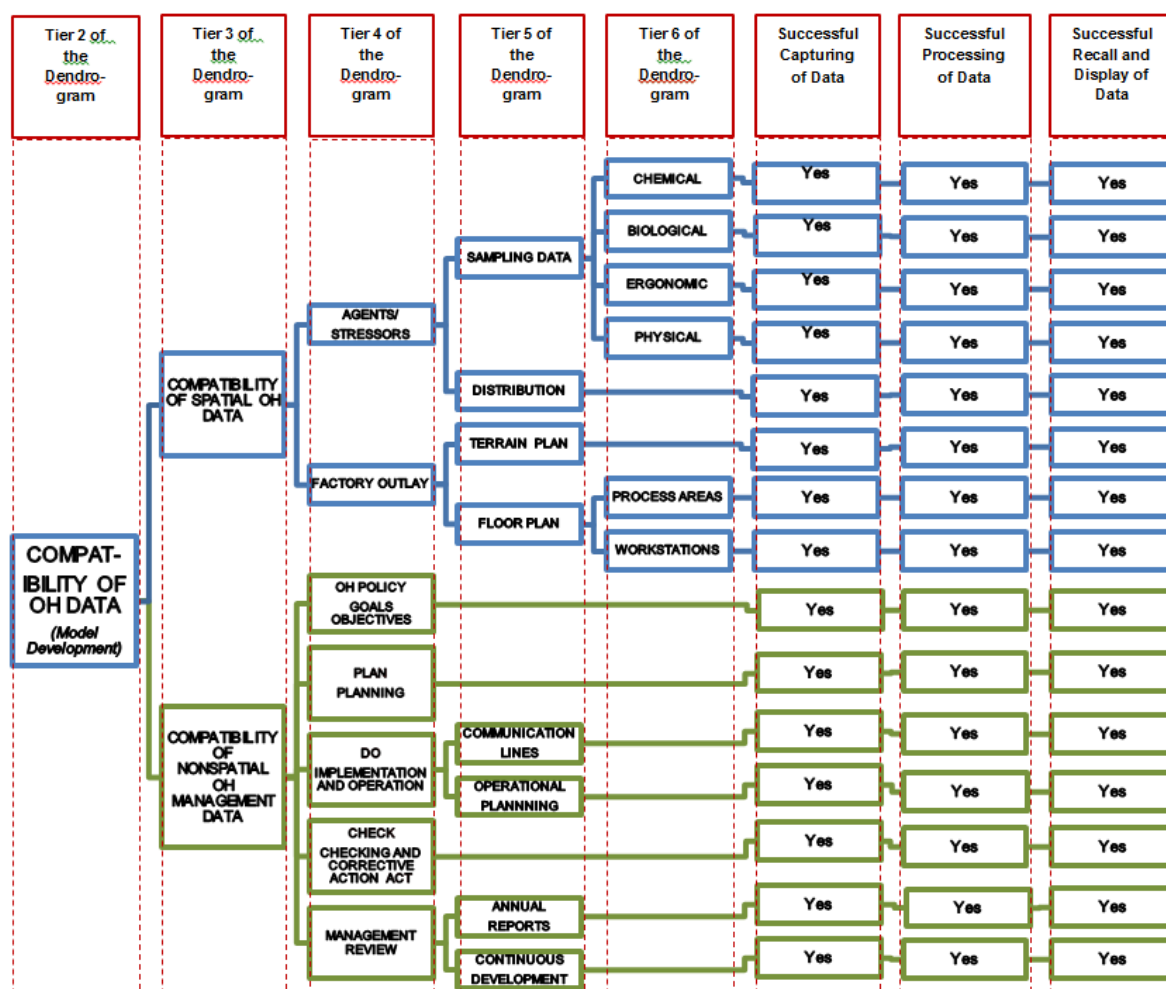 Tier 2 of
the
Dendro-
gram
Tier 3 of
the
Dendro-
gram
Tier 4 of
the
Dendro-
gram
Tier 5 of
the
Dendro-
gram
Tier 6 of
the
Dendro-
gram
Successful
Capturing
of Data
Successful
Processing
of Data
Successful
Recall and
Display of
Data
COMPAT-
IBILITY OF
OH DATA
(Model
Development)
COMPATIBILITY
OF SPATIAL OH
DATA
AGENTS/
STRESSORS
SAMPLING DATA
CHEMICAL
Yes
Yes
Yes
BIOLOGICAL
Yes
Yes
Yes
ERGONOMIC
Yes
Yes
Yes
PHYSICAL
Yes
Yes
Yes
DISTRIBUTION
Yes
Yes
Yes
FACTORY OUTLAY
TERRAIN PLAN
Yes
Yes
Yes
FLOOR PLAN
PROCESS AREAS
Yes
Yes
Yes
WORKSTATIONS
Yes
Yes
Yes
COMPATIBILITY
OF
NONSPATIAL
OH
MANAGEMENT
DATA
OH POLICY
GOALS
OBJECTIVES
Yes
Yes
Yes
PLAN
PLANNING
Yes
Yes
Yes
DO
IMPLEMENTATION
AND OPERATION
COMMUNICATION
LINES
Yes
Yes
Yes
OPERATIONAL
PLANNNING
Yes
Yes
Yes
CHECK
CHECKING AND
CORRECTIVE
ACTION ACT
Yes
Yes
Yes
MANAGEMENT
REVIEW
ANNUAL
REPORTS
Yes
Yes
Yes
CONTINUOUS
DEVELOPMENT
Yes
Yes
Yes